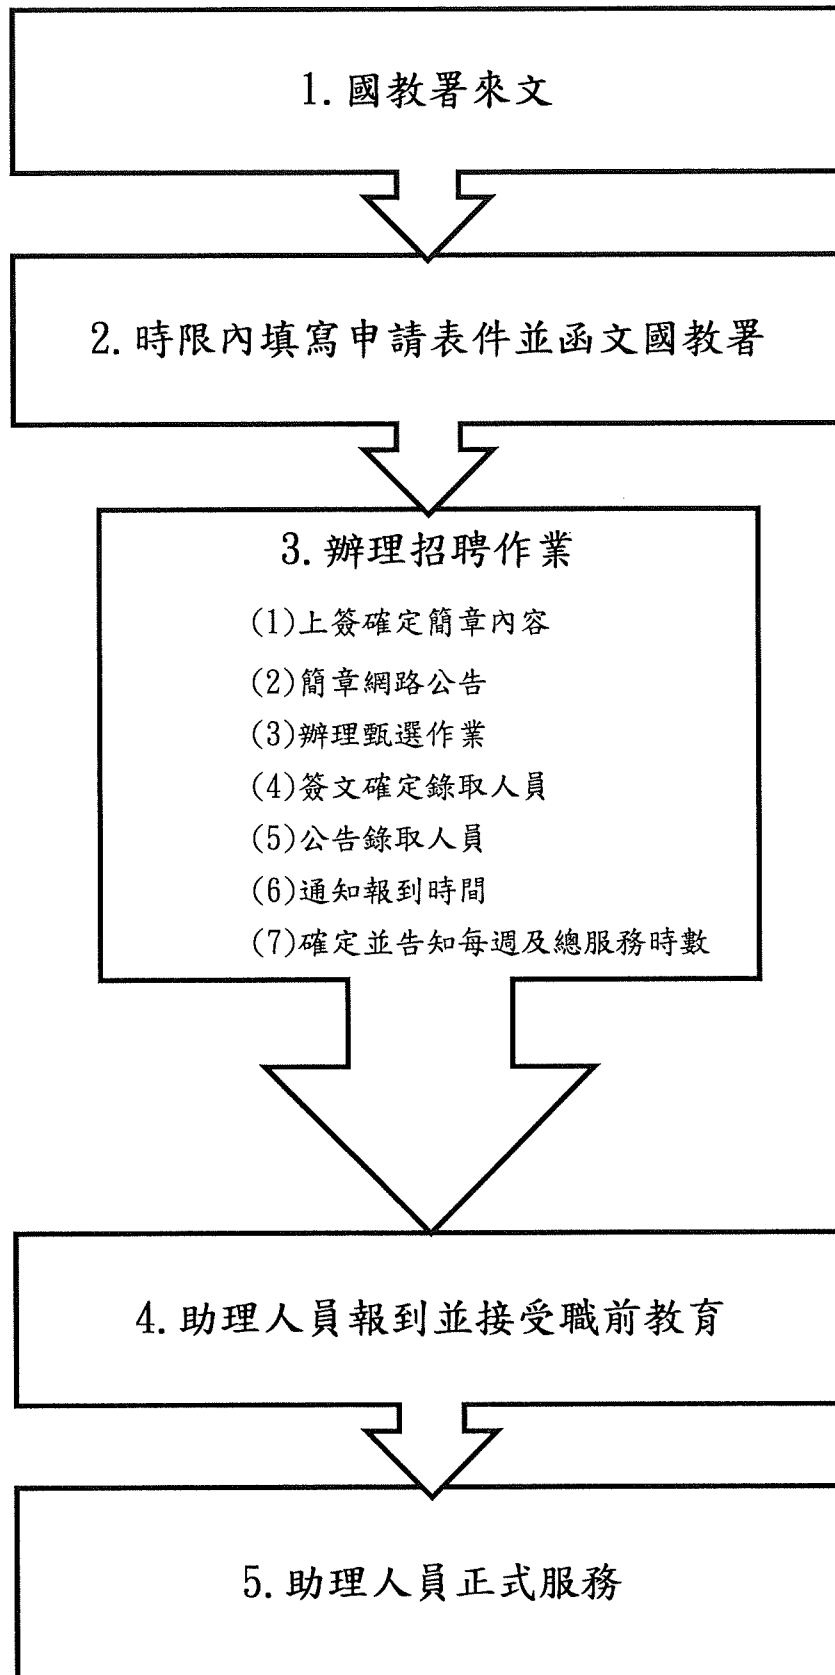 1. 國教署來文
2. 時限內填寫申請表件並函文國教署
3. 辦理招聘作業
(1)上簽確定簡章內容
(2)簡章網路公告
(3)辦理甄選作業
(4)簽文確定錄取人員
(5)公告錄取人員
(6)通知報到時間
(7)確定並告知每週及總服務時數
4. 助理人員報到並接受職前教育
5. 助理人員正式服務